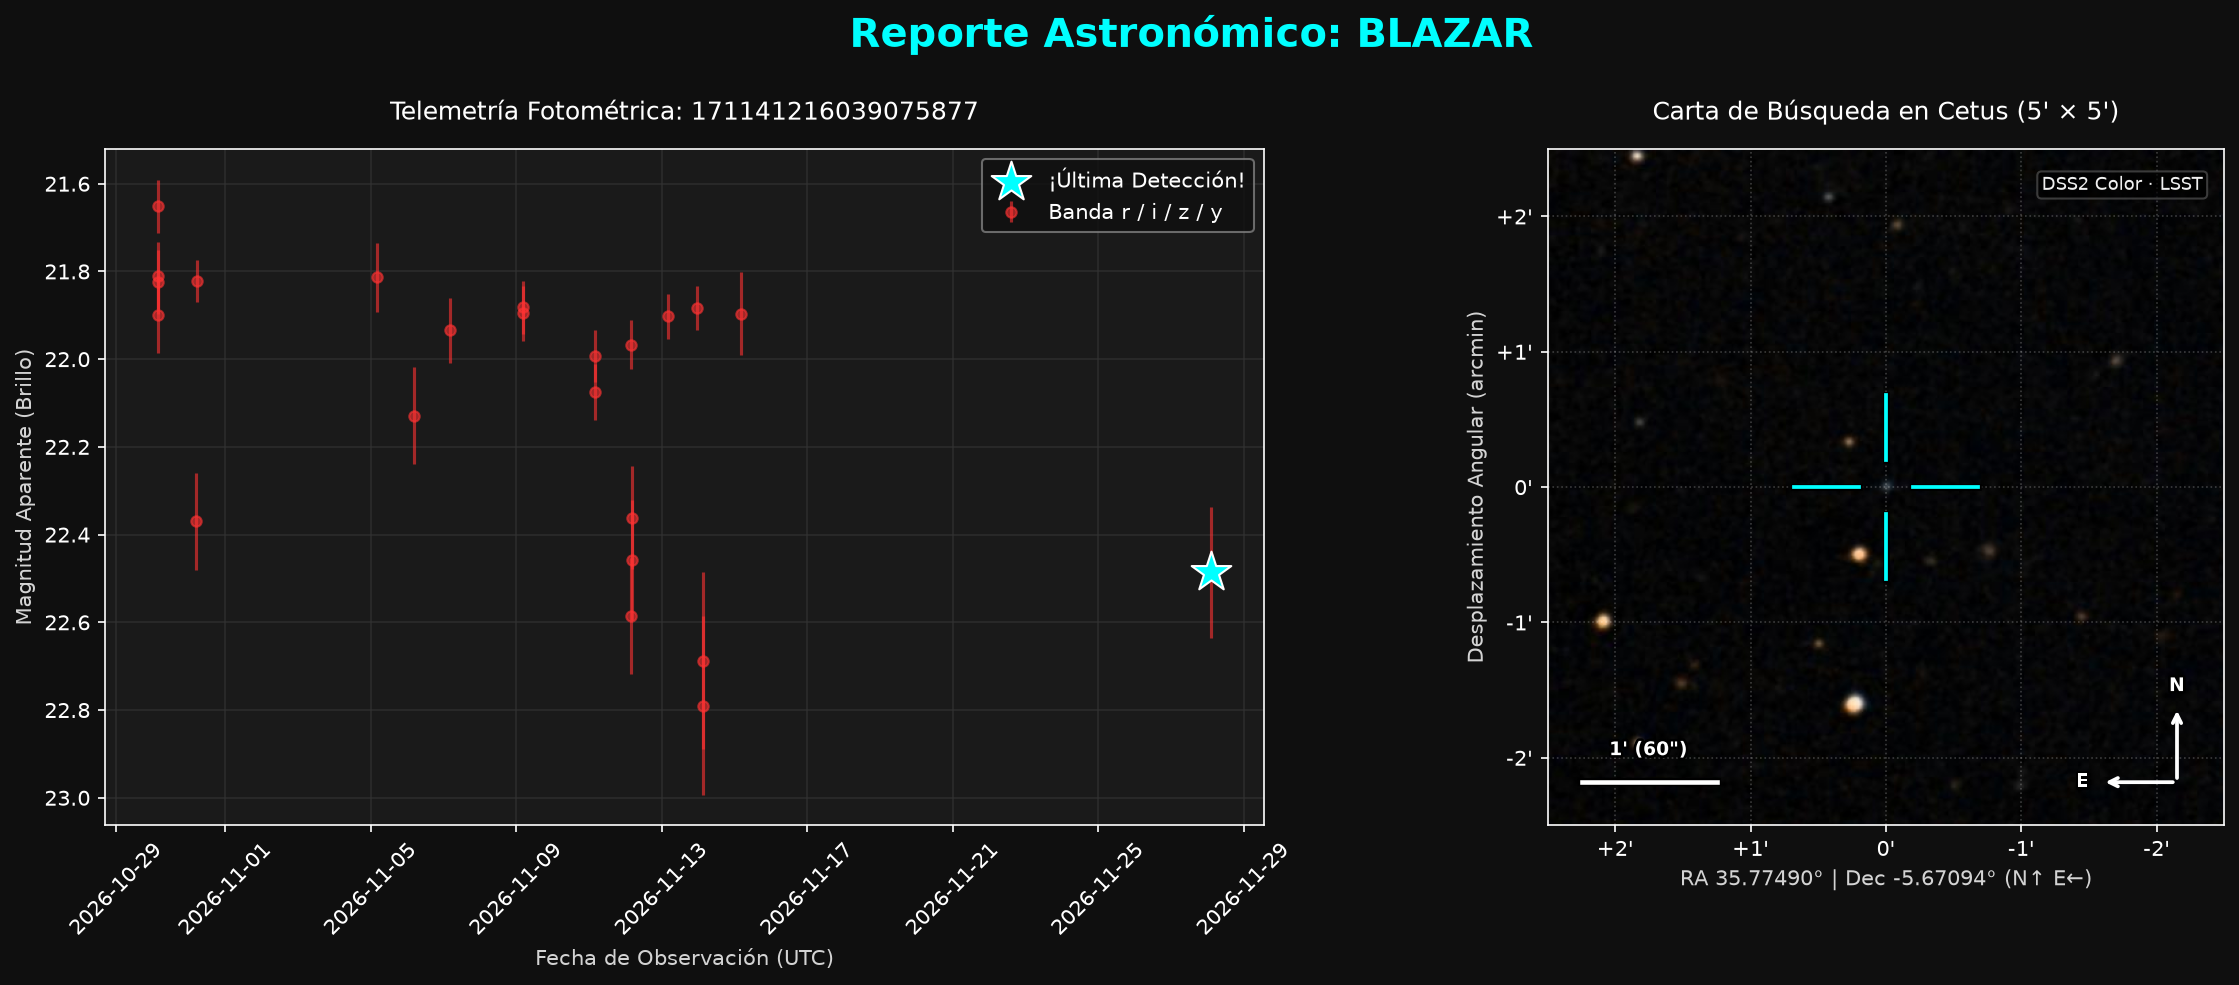 Reporte Astronómico: BLAZAR
Telemetría Fotométrica: 171141216039075877
¡Última Detección!
Banda r / i / z / y
Magnitud Aparente (Brillo)
21.6
21.8
22.0
22.2
22.4
22.6
22.8
23.0
2026-10-29
2026-11-01
2026-11-05
2026-11-09
2026-11-13
2026-11-17
2026-11-21
2026-11-25
2026-11-29
Fecha de Observación (UTC)
Carta de Búsqueda en Cetus (5' × 5')
DSS2 Color · LSST
Desplazamiento Angular (arcmin)
+2'
+1'
0'
-1'
-2'
N
E
1' (60")
+2'
+1'
0'
-1'
-2'
RA 35.77490° | Dec -5.67094° (N↑ E←)